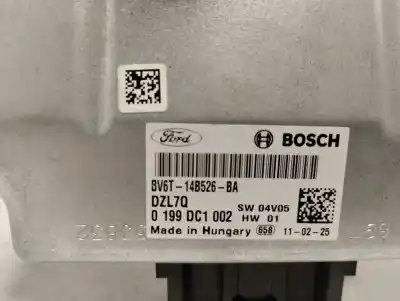 Ford BOSCH
BV6T-14B526-BA
DZL7Q
SW 04V05
0 199 DC1 002
HW 01
Made in Hungary 658 11-02-25